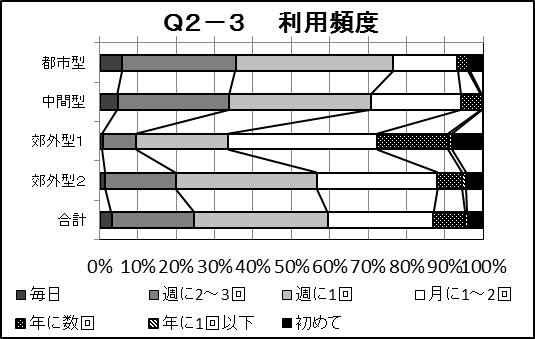 Q2－3　利用頻度
都市型
中間型
郊外型1
郊外型2
合計
0% 10% 20% 30% 40% 50% 60% 70% 80% 90% 100%
毎日 週に2～3回 週に1回 月に1～2回
年に数回 年に1回以下 初めて